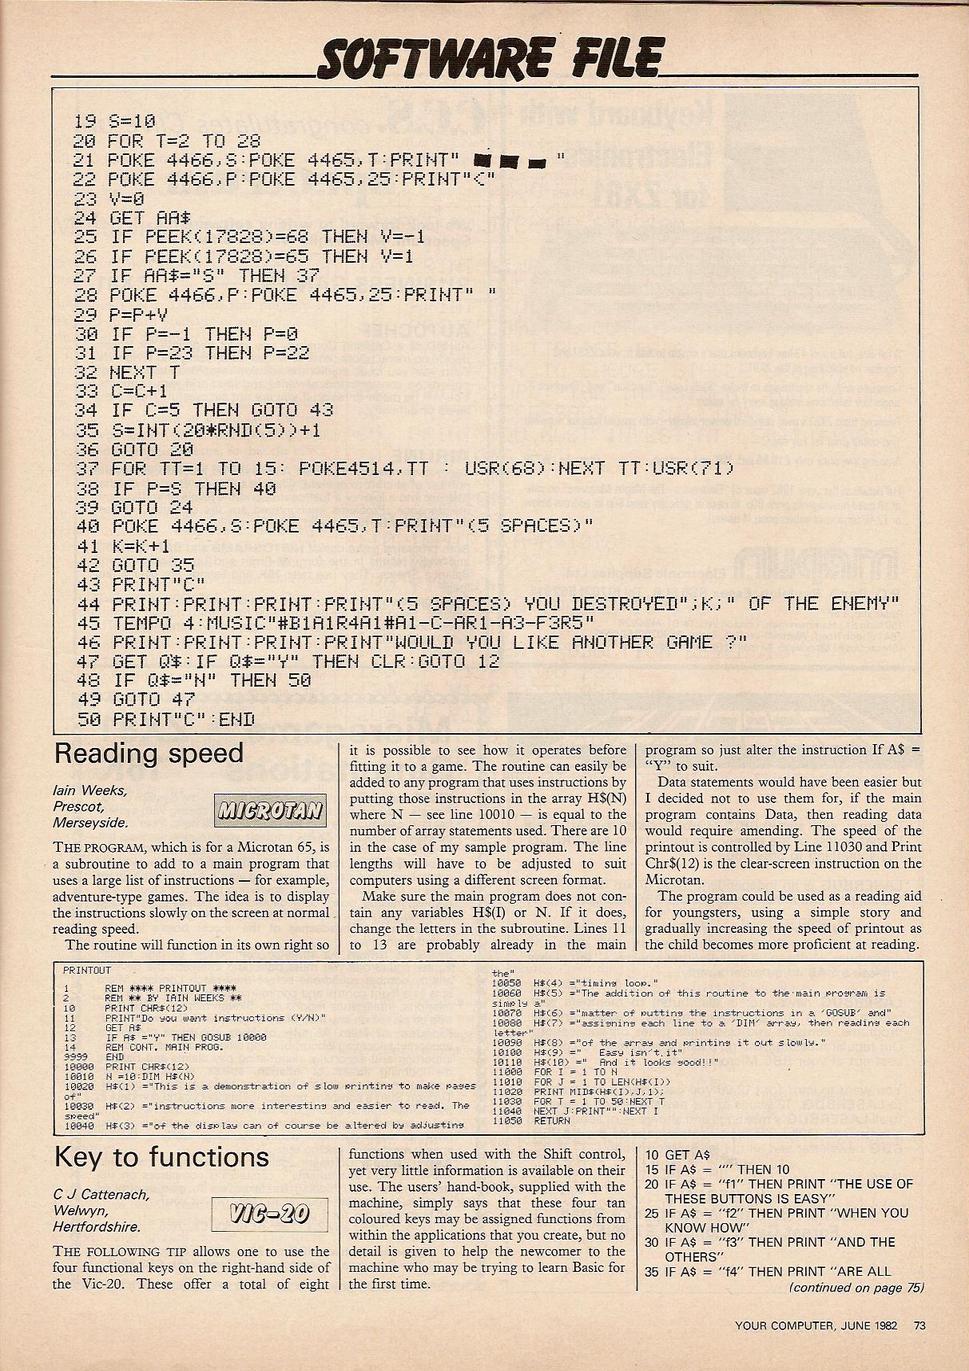 SOFTWARE FILE
19 S=10
20 FOR T=2 TO 28
21 POKE 4466,S:POKE 4465,T:PRINT" ■ ■ ▬ "
22 POKE 4466,P:POKE 4465,25:PRINT"<"
23 V=0
24 GET AA$
25 IF PEEK(17828)=68 THEN V=-1
26 IF PEEK(17828)=65 THEN V=1
27 IF AA$="S" THEN 37
28 POKE 4466,P:POKE 4465,25:PRINT" "
29 P=P+V
30 IF P=-1 THEN P=0
31 IF P=23 THEN P=22
32 NEXT T
33 C=C+1
34 IF C=5 THEN GOTO 43
35 S=INT(20*RND(5))+1
36 GOTO 20
37 FOR TT=1 TO 15: POKE4514,TT : USR(68):NEXT TT:USR(71)
38 IF P=S THEN 40
39 GOTO 24
40 POKE 4466,S:POKE 4465,T:PRINT"(5 SPACES)"
41 K=K+1
42 GOTO 35
43 PRINT"C"
44 PRINT:PRINT:PRINT:PRINT"(5 SPACES) YOU DESTROYED";K;" OF THE ENEMY"
45 TEMPO 4:MUSIC"#B1A1R4A1#A1-C-AR1-A3-F3R5"
46 PRINT:PRINT:PRINT:PRINT"WOULD YOU LIKE ANOTHER GAME ?"
47 GET Q$:IF Q$="Y" THEN CLR:GOTO 12
48 IF Q$="N" THEN 50
49 GOTO 47
50 PRINT"C":END
Reading speed
Iain Weeks,
Prescot,
Merseyside.
MICROTAN
THE PROGRAM, which is for a Microtan 65, is
a subroutine to add to a main program that
uses a large list of instructions — for example,
adventure-type games. The idea is to display
the instructions slowly on the screen at normal
reading speed.
The routine will function in its own right so
it is possible to see how it operates before
fitting it to a game. The routine can easily be
added to any program that uses instructions by
putting those instructions in the array H$(N)
where N — see line 10010 — is equal to the
number of array statements used. There are 10
in the case of my sample program. The line
lengths will have to be adjusted to suit
computers using a different screen format.
Make sure the main program does not con-
tain any variables H$(I) or N. If it does,
change the letters in the subroutine. Lines 11
to 13 are probably already in the main
program so just alter the instruction If A$ =
"Y" to suit.
Data statements would have been easier but
I decided not to use them for, if the main
program contains Data, then reading data
would require amending. The speed of the
printout is controlled by Line 11030 and Print
Chr$(12) is the clear-screen instruction on the
Microtan.
The program could be used as a reading aid
for youngsters, using a simple story and
gradually increasing the speed of printout as
the child becomes more proficient at reading.
PRINTOUT
1 REM **** PRINTOUT ****
2 REM ** BY IAIN WEEKS **
10 PRINT CHR$(12)
11 PRINT"Do you want instructions (Y/N)"
12 GET A$
13 IF A$ ="Y" THEN GOSUB 10000
14 REM CONT. MAIN PROG.
9999 END
10000 PRINT CHR$(12)
10010 N =10:DIM H$(N)
10020 H$(1) ="This is a demonstration of slow printing to make pages
of"
10030 H$(2) ="instructions more interesting and easier to read. The
speed"
10040 H$(3) ="of the display can of course be altered by adjusting
the"
10050 H$(4) ="timing loop."
10060 H$(5) ="The addition of this routine to the main program is
simply a"
10070 H$(6) ="matter of putting the instructions in a 'GOSUB' and"
10080 H$(7) ="assigning each line to a 'DIM' array, then reading each
letter"
10090 H$(8) ="of the array and printing it out slowly."
10100 H$(9) =" Easy isn't it"
10110 H$(10) =" And it looks good!!"
11000 FOR I = 1 TO N
11010 FOR J = 1 TO LEN(H$(I))
11020 PRINT MID$(H$(I),J,1);
11030 FOR T = 1 TO 50:NEXT T
11040 NEXT J:PRINT"":NEXT I
11050 RETURN
Key to functions
C J Cattenach,
Welwyn,
Hertfordshire.
VIC-20
THE FOLLOWING TIP allows one to use the
four functional keys on the right-hand side of
the Vic-20. These offer a total of eight
functions when used with the Shift control,
yet very little information is available on their
use. The users' hand-book, supplied with the
machine, simply says that these four tan
coloured keys may be assigned functions from
within the applications that you create, but no
detail is given to help the newcomer to the
machine who may be trying to learn Basic for
the first time.
10 GET A$
15 IF A$ = "" THEN 10
20 IF A$ = "f1" THEN PRINT "THE USE OF
THESE BUTTONS IS EASY"
25 IF A$ = "f2" THEN PRINT "WHEN YOU
KNOW HOW"
30 IF A$ = "f3" THEN PRINT "AND THE
OTHERS"
35 IF A$ = "f4" THEN PRINT "ARE ALL
(continued on page 75)
YOUR COMPUTER, JUNE 1982 73